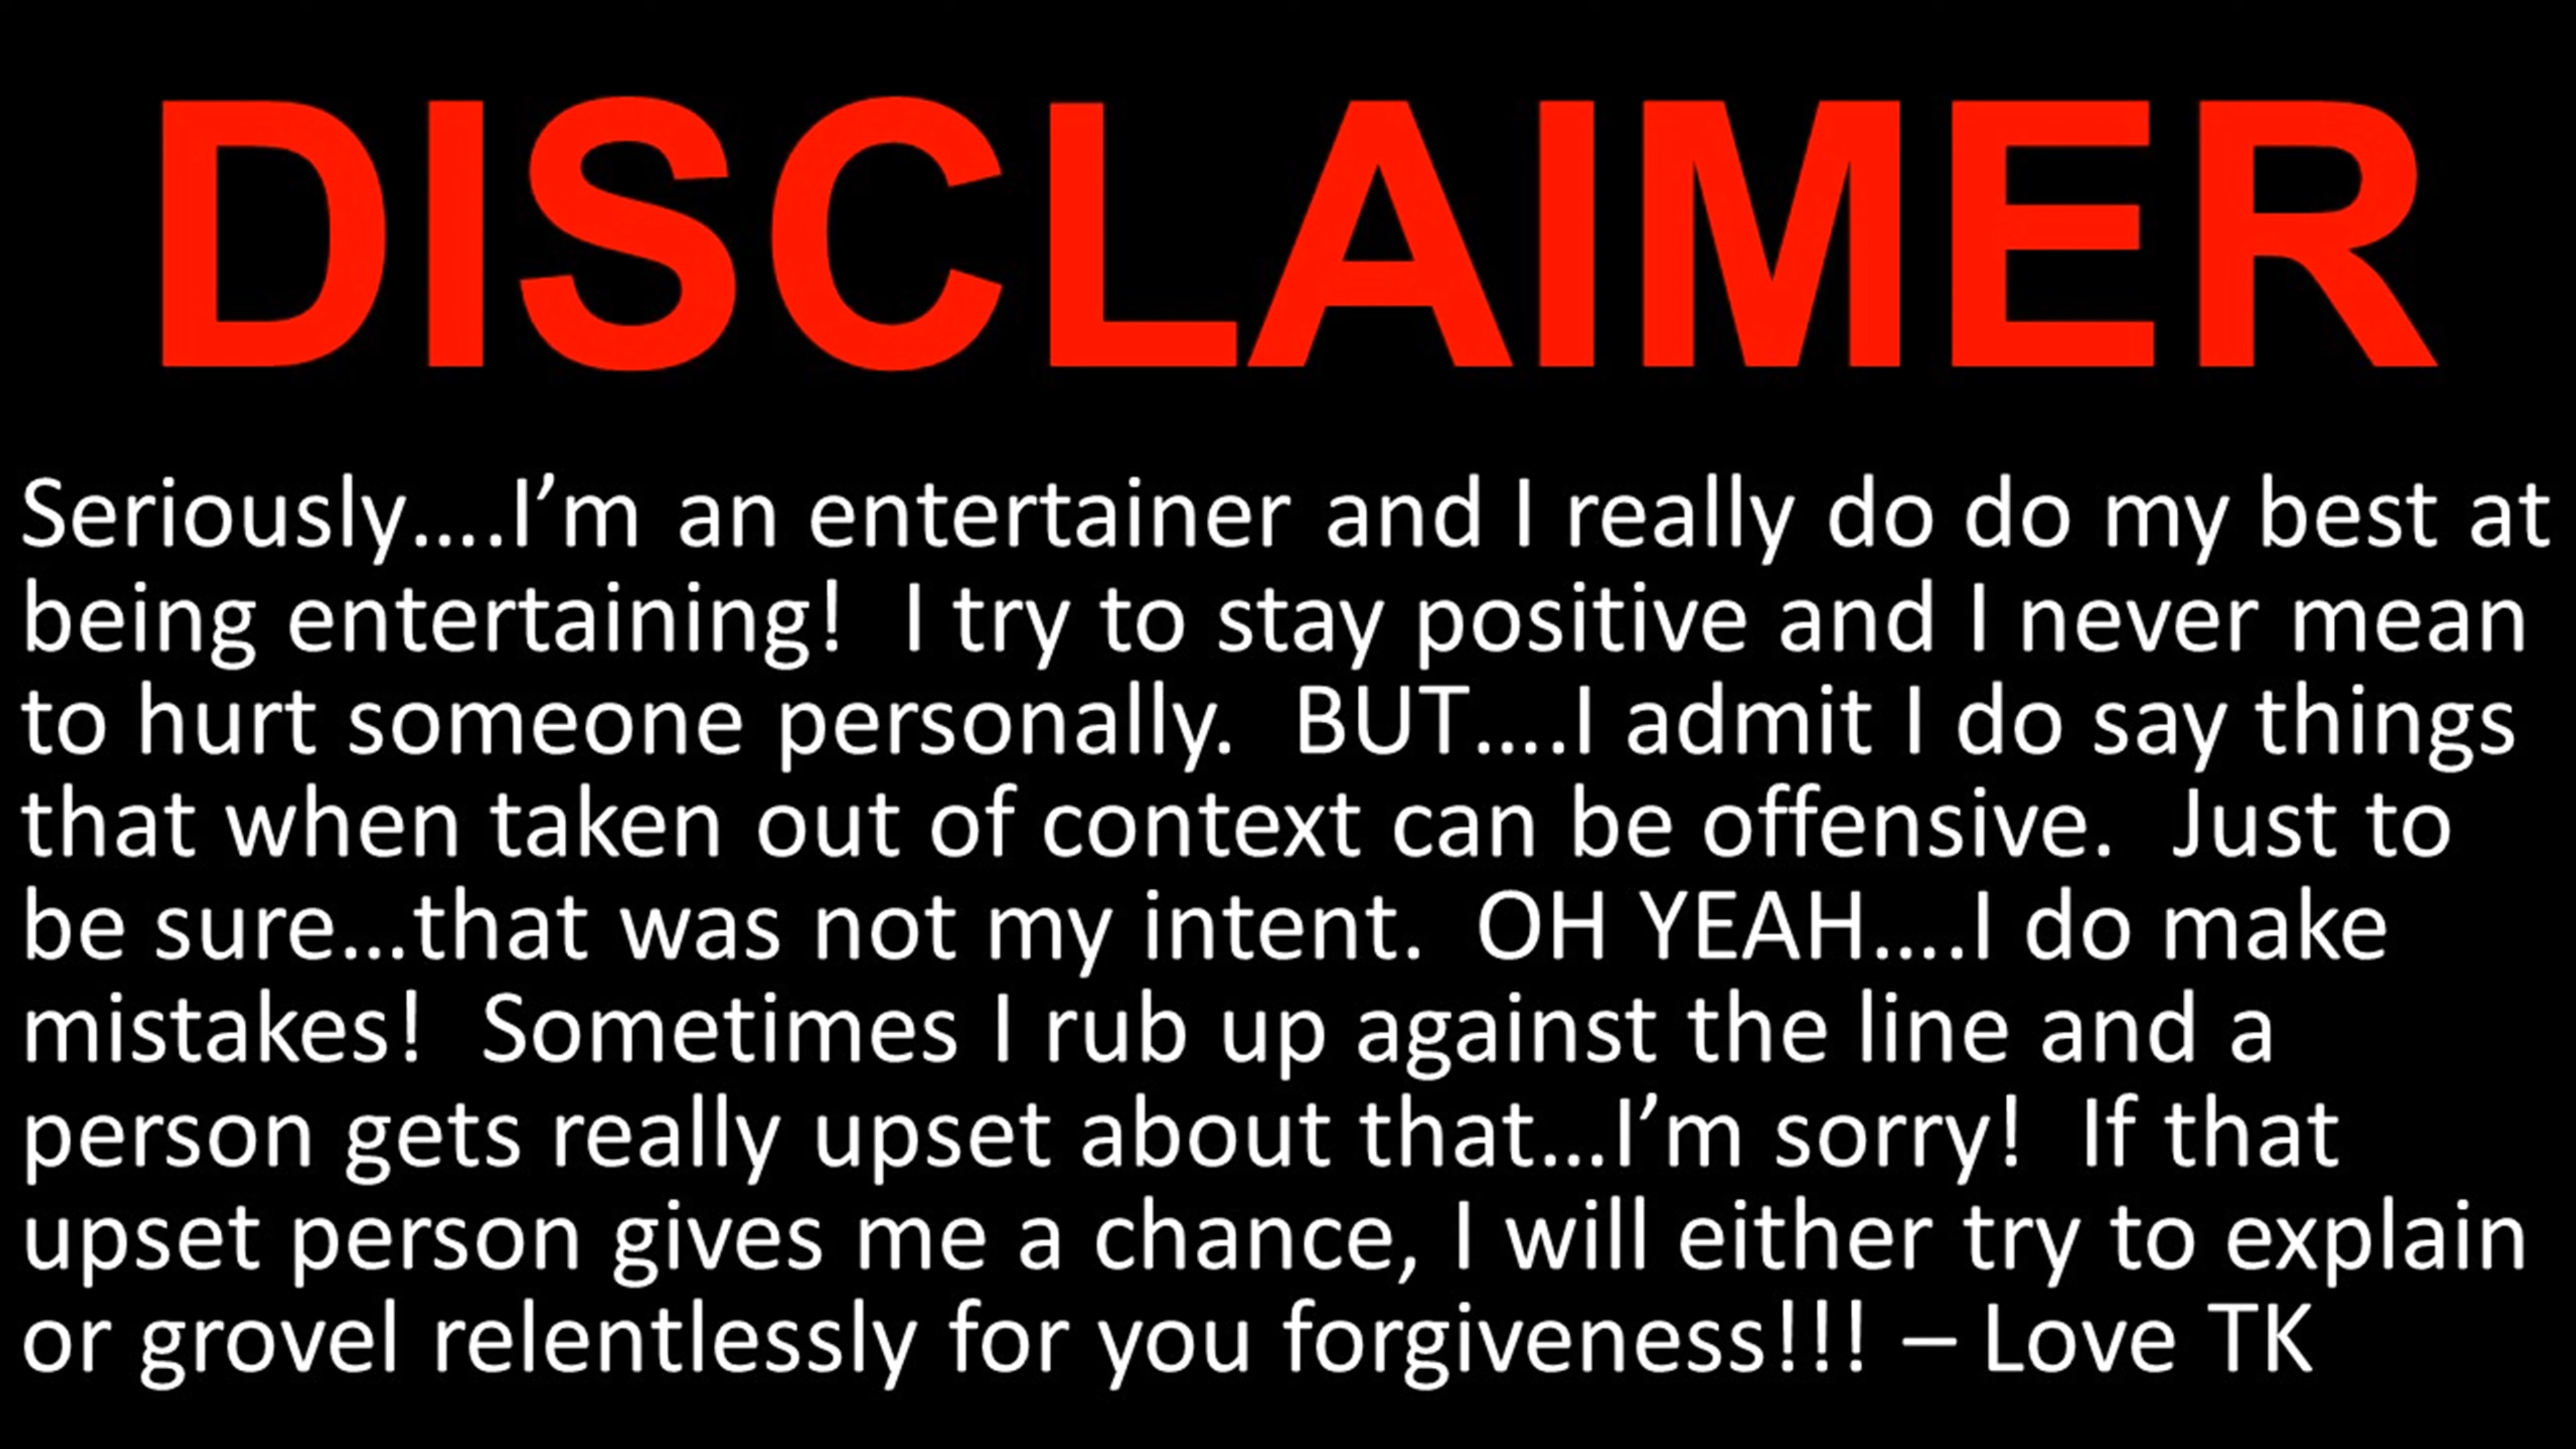 DISCLAIMER
Seriously....I’m an entertainer and I really do do my best at
being entertaining!  I try to stay positive and I never mean
to hurt someone personally.  BUT....I admit I do say things
that when taken out of context can be offensive.  Just to
be sure...that was not my intent.  OH YEAH....I do make
mistakes!  Sometimes I rub up against the line and a
person gets really upset about that...I’m sorry!  If that
upset person gives me a chance, I will either try to explain
or grovel relentlessly for you forgiveness!!! – Love TK